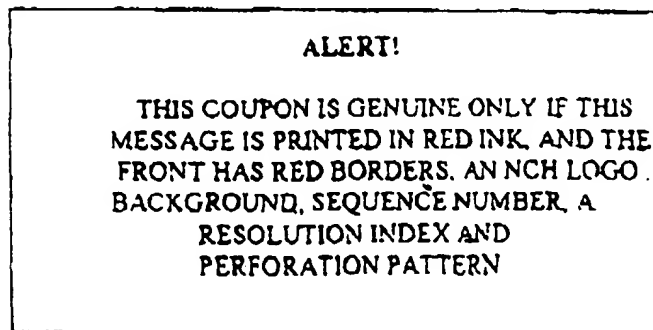 ALERT!
THIS COUPON IS GENUINE ONLY IF THIS
MESSAGE IS PRINTED IN RED INK, AND THE
FRONT HAS RED BORDERS, AN NCH LOGO
BACKGROUND, SEQUENCE NUMBER, A
RESOLUTION INDEX AND
PERFORATION PATTERN